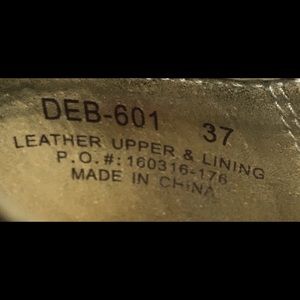 DEB-601 37
LEATHER UPPER & LINING
P.O.#:160316-176
MADE IN CHINA